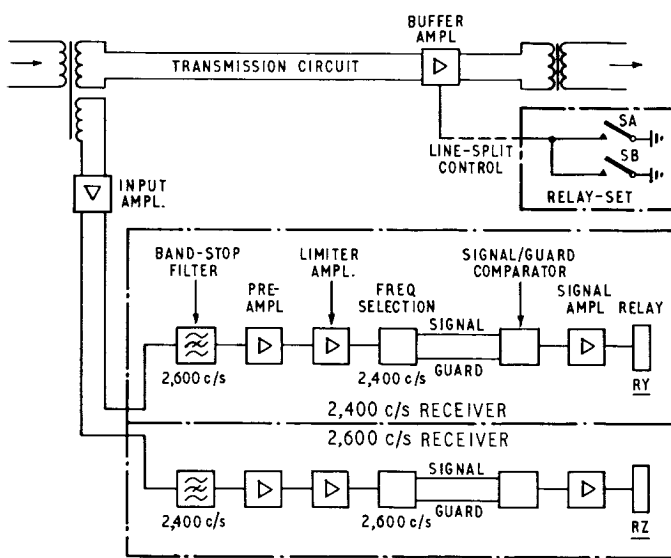 BUFFER
AMPL
TRANSMISSION CIRCUIT
SA
SB
LINE-SPLIT
CONTROL
RELAY-SET
INPUT
AMPL.
BAND-STOP
FILTER
PRE-
AMPL
LIMITER
AMPL.
FREQ
SELECTION
SIGNAL/GUARD
COMPARATOR
SIGNAL
AMPL
RELAY
SIGNAL
GUARD
2,600 c/s
2,400 c/s
RY
2,400 c/s RECEIVER
2,600 c/s RECEIVER
SIGNAL
GUARD
2,400 c/s
2,600 c/s
RZ